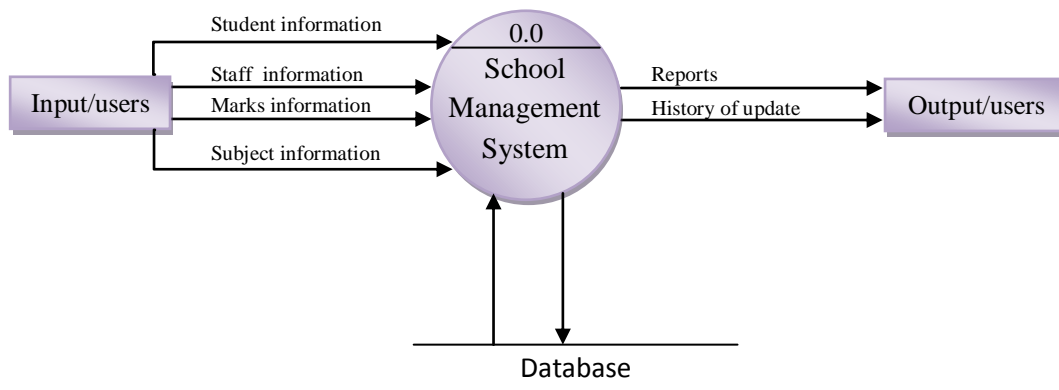 Student information
0.0
Staff information
School
Reports
Input/users
Marks information
Management
History of update
Output/users
System
Subject information
Database